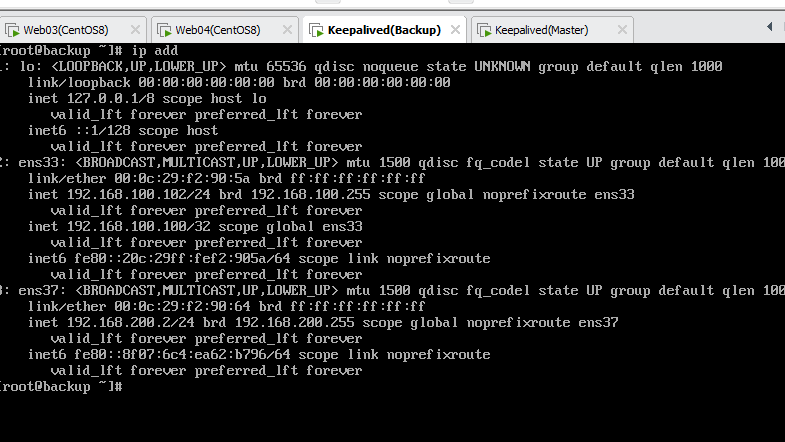 Web03(CentOS8) Web04(CentOS8) Keepalived(Backup) Keepalived(Master)
[root@backup ~]# ip add
1: lo: <LOOPBACK,UP,LOWER_UP> mtu 65536 qdisc noqueue state UNKNOWN group default qlen 1000
link/loopback 00:00:00:00:00:00 brd 00:00:00:00:00:00
inet 127.0.0.1/8 scope host lo
valid_lft forever preferred_lft forever
inet6 ::1/128 scope host
valid_lft forever preferred_lft forever
2: ens33: <BROADCAST,MULTICAST,UP,LOWER_UP> mtu 1500 qdisc fq_codel state UP group default qlen 100
link/ether 00:0c:29:f2:90:5a brd ff:ff:ff:ff:ff:ff
inet 192.168.100.102/24 brd 192.168.100.255 scope global noprefixroute ens33
valid_lft forever preferred_lft forever
inet 192.168.100.100/32 scope global ens33
valid_lft forever preferred_lft forever
inet6 fe80::20c:29ff:fef2:905a/64 scope link noprefixroute
valid_lft forever preferred_lft forever
3: ens37: <BROADCAST,MULTICAST,UP,LOWER_UP> mtu 1500 qdisc fq_codel state UP group default qlen 100
link/ether 00:0c:29:f2:90:64 brd ff:ff:ff:ff:ff:ff
inet 192.168.200.2/24 brd 192.168.200.255 scope global noprefixroute ens37
valid_lft forever preferred_lft forever
inet6 fe80::8f07:6c4:ea62:b796/64 scope link noprefixroute
valid_lft forever preferred_lft forever
[root@backup ~]#